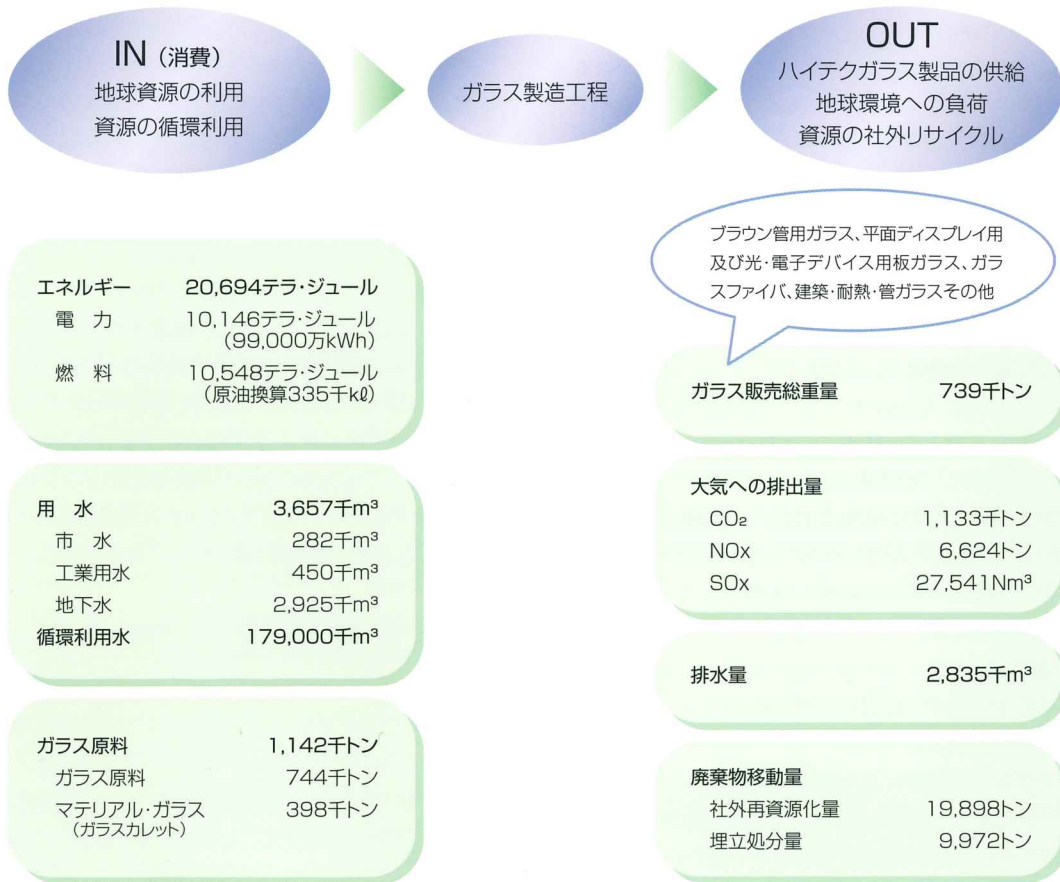 IN（消費）
地球資源の利用
資源の循環利用
ガラス製造工程
OUT
ハイテクガラス製品の供給
地球環境への負荷
資源の社外リサイクル
ブラウン管用ガラス、平面ディスプレイ用
及び光・電子デバイス用板ガラス、ガラ
スファイバ、建築・耐熱・管ガラスその他
エネルギー 20,694テラ・ジュール
電 力 10,146テラ・ジュール
（99,000万kWh）
燃 料 10,548テラ・ジュール
（原油換算335千kℓ）
用 水 3,657千m³
市 水 282千m³
工業用水 450千m³
地下水 2,925千m³
循環利用水 179,000千m³
ガラス原料 1,142千トン
ガラス原料 744千トン
マテリアル・ガラス 398千トン
（ガラスカレット）
ガラス販売総重量 739千トン
大気への排出量
CO₂ 1,133千トン
NOx 6,624トン
SOx 27,541Nm³
排水量 2,835千m³
廃棄物移動量
社外再資源化量 19,898トン
埋立処分量 9,972トン